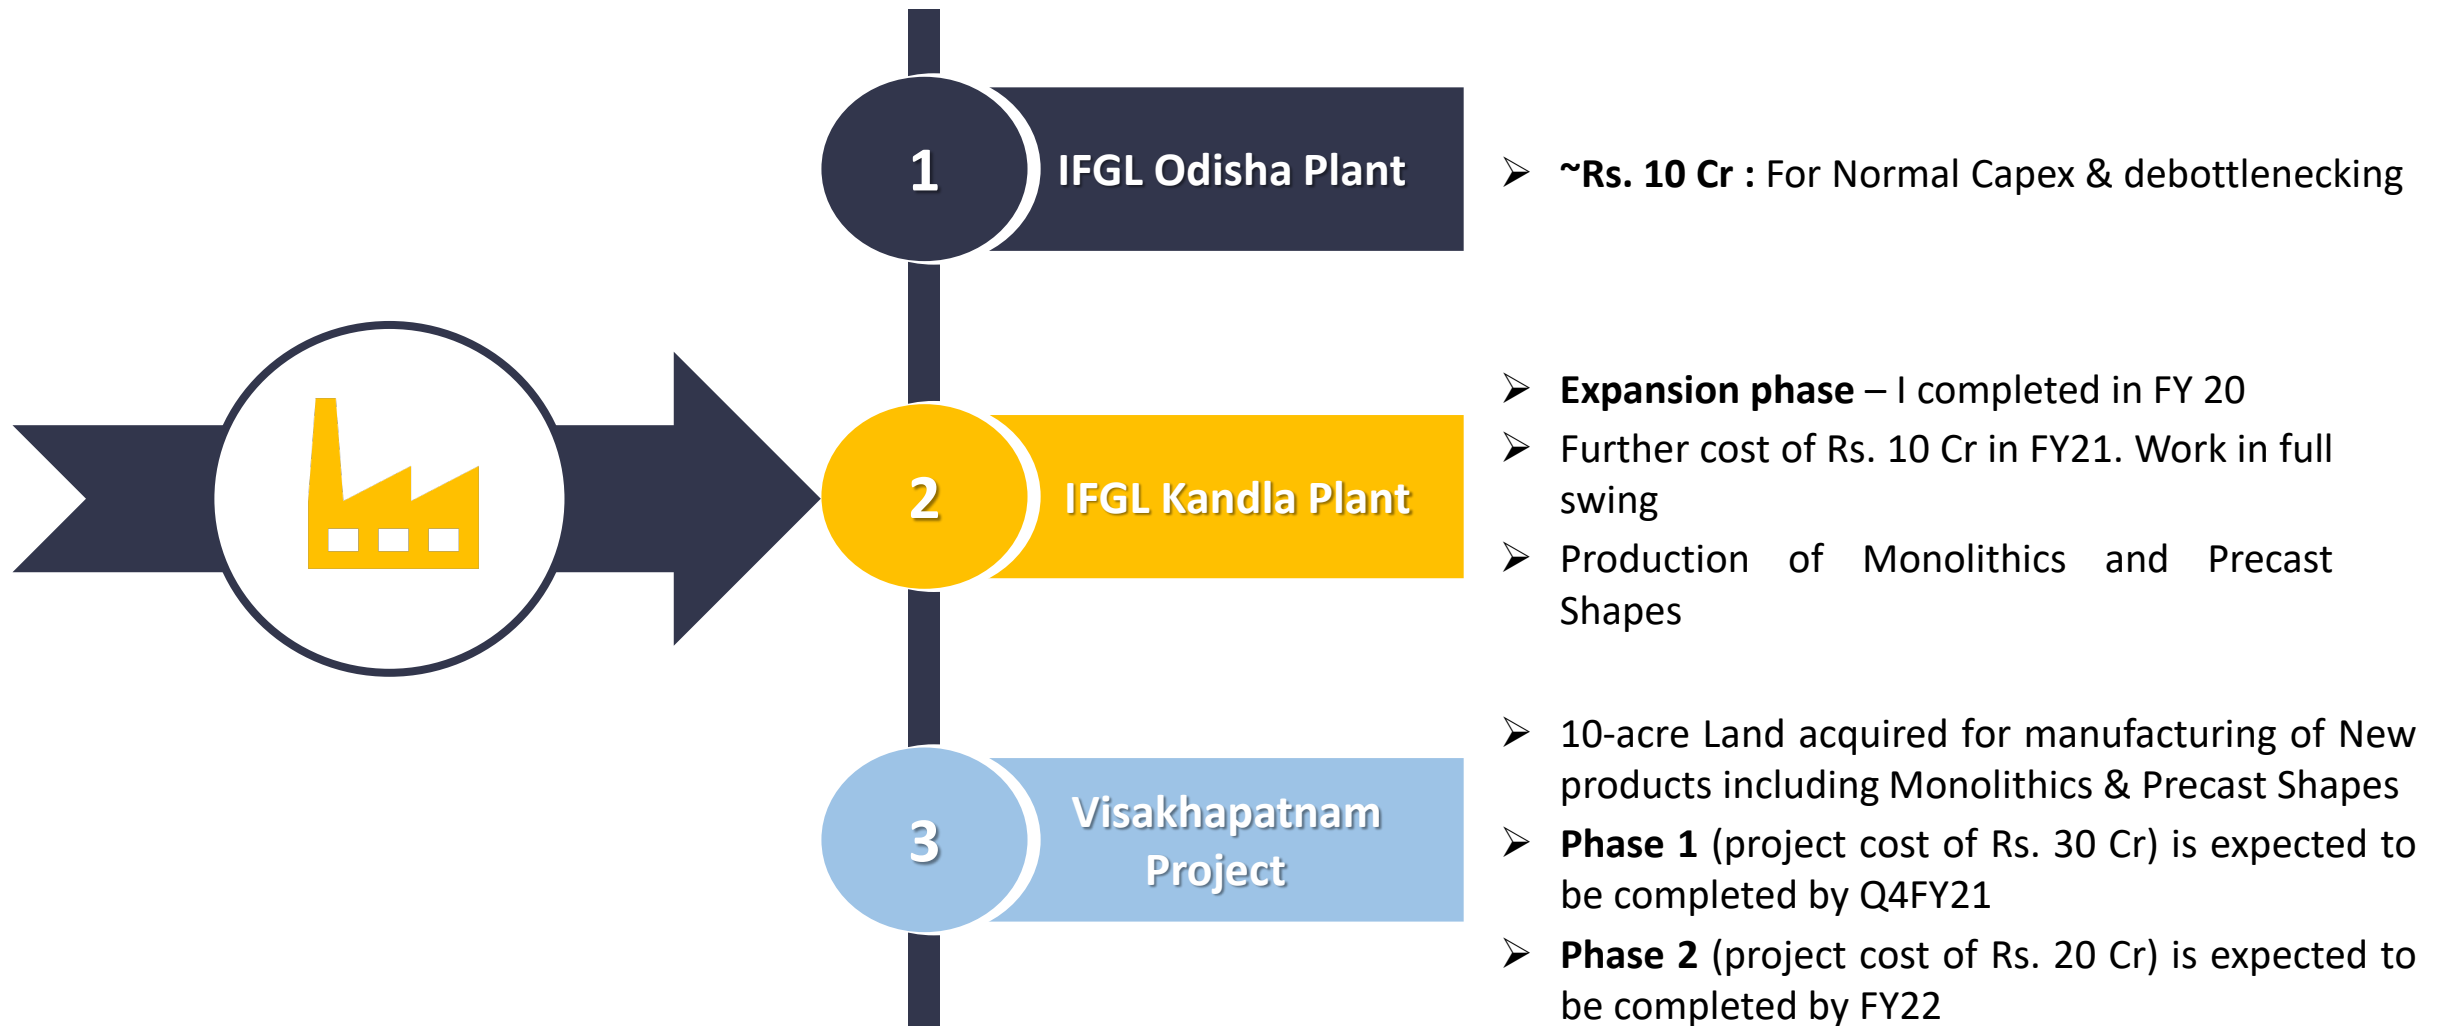 1
IFGL Odisha Plant
➢ ~Rs. 10 Cr : For Normal Capex & debottlenecking
2
IFGL Kandla Plant
➢ Expansion phase – I completed in FY 20
➢ Further cost of Rs. 10 Cr in FY21. Work in full
swing
➢ Production of Monolithics and Precast
Shapes
3
Visakhapatnam
Project
➢ 10-acre Land acquired for manufacturing of New
products including Monolithics & Precast Shapes
➢ Phase 1 (project cost of Rs. 30 Cr) is expected to
be completed by Q4FY21
➢ Phase 2 (project cost of Rs. 20 Cr) is expected to
be completed by FY22